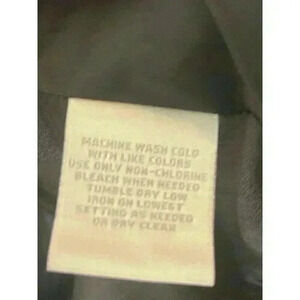 MACHINE WASH COLD
WITH LIKE COLORS
USE ONLY NON-CHLORINE
BLEACH WHEN NEEDED
TUMBLE DRY LOW
IRON ON LOWEST
SETTING AS NEEDED
OR DRY CLEAN